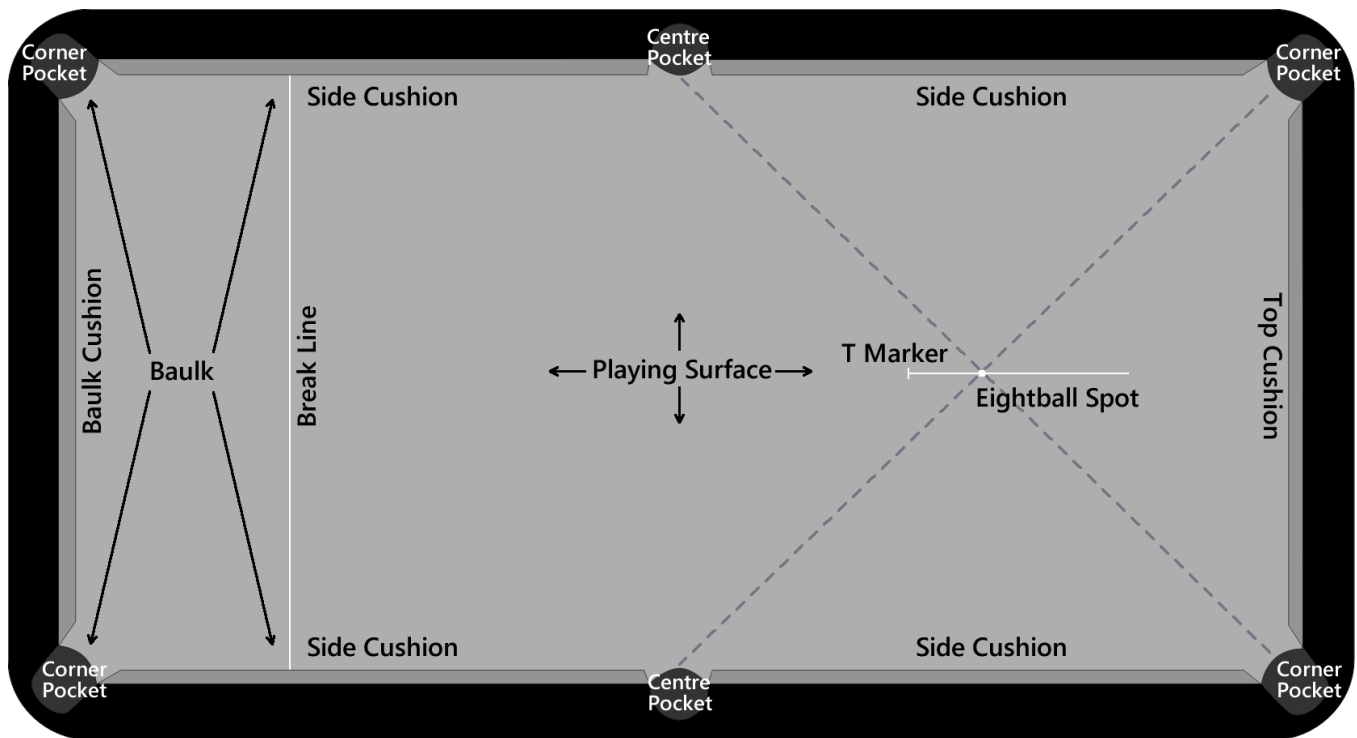 Corner
Pocket
Centre
Pocket
Corner
Pocket
Side Cushion
Side Cushion
Baulk Cushion
Baulk
Break Line
Playing Surface
T Marker
Eightball Spot
Top Cushion
Side Cushion
Side Cushion
Corner
Pocket
Centre
Pocket
Corner
Pocket